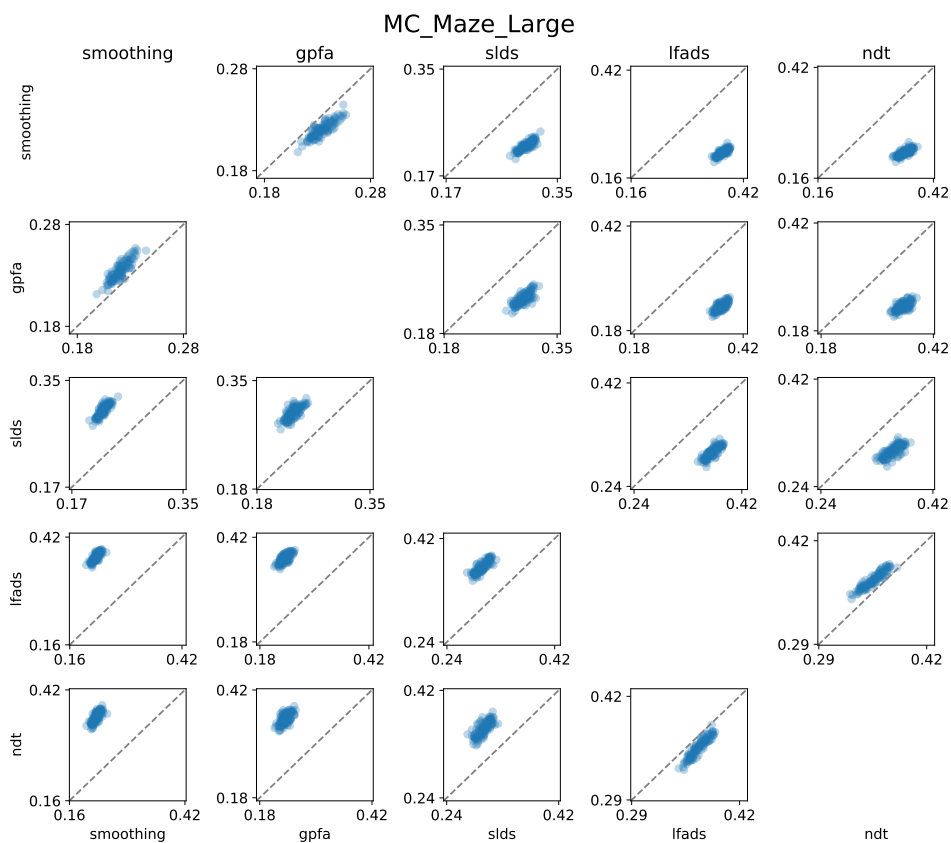 MC_Maze_Large
smoothing gpfa slds lfads ndt
smoothing
0.28 0.35 0.42 0.42
0.18 0.17 0.16 0.16
0.18 0.28 0.17 0.35 0.16 0.42 0.16 0.42
gpfa
0.28 0.35 0.42 0.42
0.18 0.18 0.18 0.18
0.18 0.28 0.18 0.35 0.18 0.42 0.18 0.42
slds
0.35 0.35 0.42 0.42
0.17 0.18 0.24 0.24
0.17 0.35 0.18 0.35 0.24 0.42 0.24 0.42
lfads
0.42 0.42 0.42 0.42
0.16 0.18 0.24 0.29
0.16 0.42 0.18 0.42 0.24 0.42 0.29 0.42
ndt
0.42 0.42 0.42 0.42
0.16 0.18 0.24 0.29
0.16 0.42 0.18 0.42 0.24 0.42 0.29 0.42
smoothing gpfa slds lfads ndt